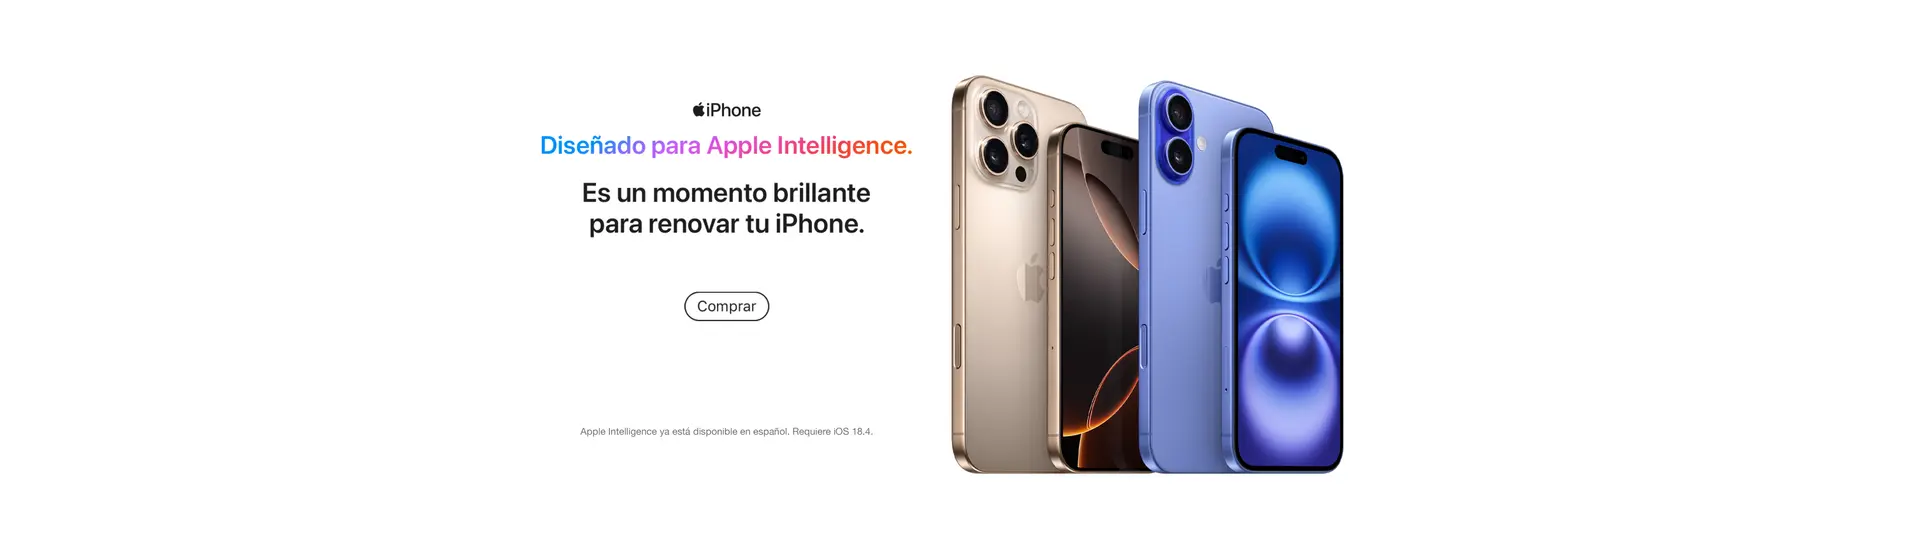 iPhone
Diseñado para Apple Intelligence.
Es un momento brillante
para renovar tu iPhone.
Comprar
Apple Intelligence ya está disponible en español. Requiere iOS 18.4.